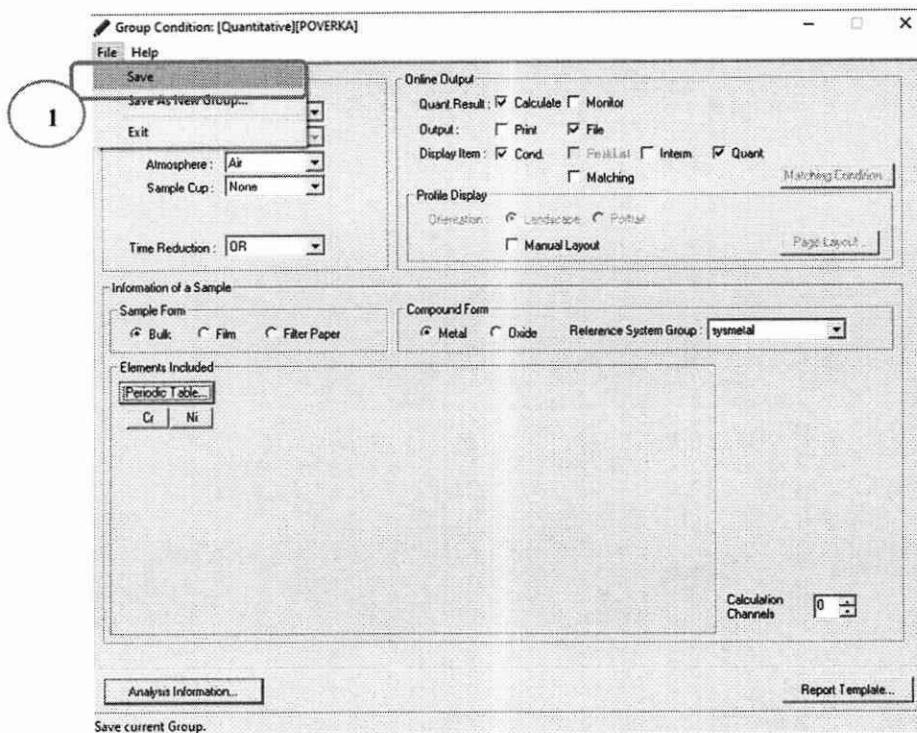 Group Condition: [Quantitative][POVERKA]
File Help
Save
Save As New Group...
Exit
1
Atmosphere : Air
Sample Cup : None
Time Reduction : OR
Online Output
Quant.Result : Calculate Monitor
Output : Print File
Display Item : Cond. PeakList Interm. Quant
Matching
Matching Condition
Profile Display
Orientation : Landscape Portrait
Manual Layout
Page Layout ...
Information of a Sample
Sample Form
Bulk Film Filter Paper
Compound Form
Metal Oxide Reference System Group : sysmetal
Elements Included
Periodic Table...
Cr Ni
Calculation
Channels 0
Analysis Information...
Report Template...
Save current Group.